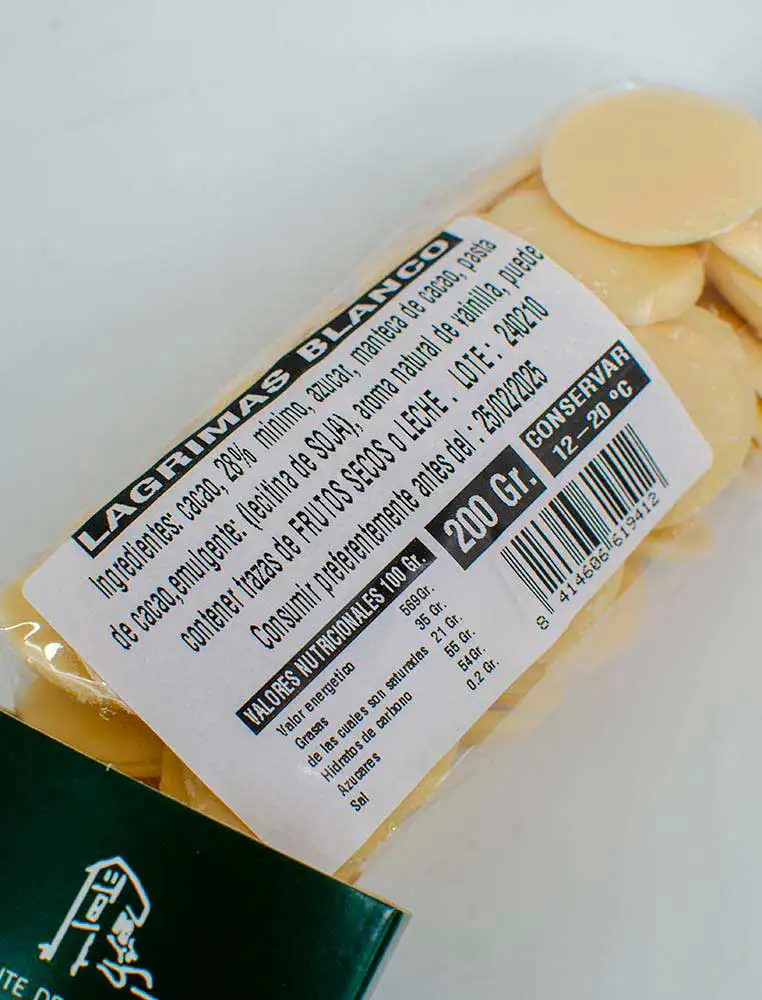 LAGRIMAS BLANCO
Ingredientes: cacao, 28% minimo, azucar, manteca de cacao, pasta
de cacao,emulgente: (lecitina de SOJA), aroma natural de vainilla, puede
contener trazas de FRUTOS SECOS o LECHE . LOTE : 240210
Consumir preferentemente antes del : 25/02/2025
VALORES NUTRICIONALES 100 Gr.
Valor energetico 569Gr.
Grasas 35 Gr.
de las cuales son saturadas 21 Gr.
Hidratos de carbono 55 Gr.
Azucares 54Gr.
Sal 0.2 Gr.
200 Gr.
CONSERVAR
12–20 ºC
8 414606 619412